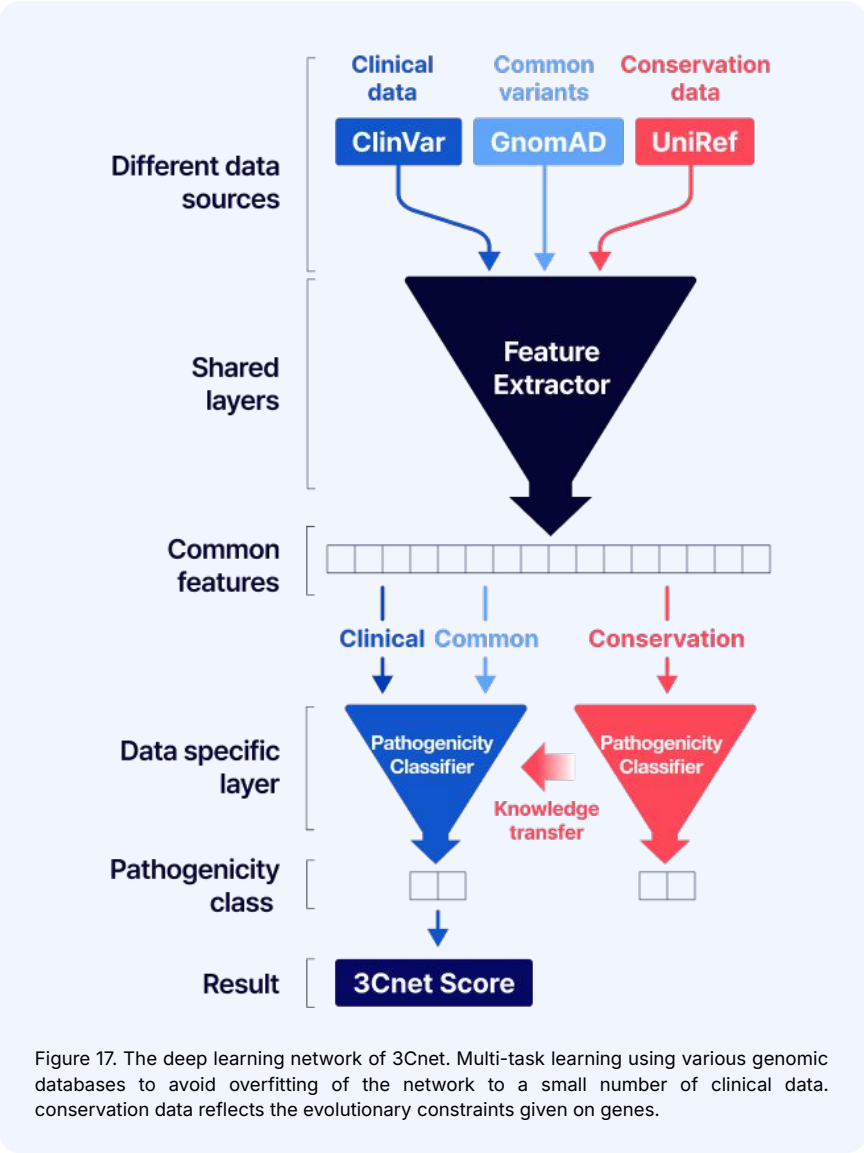 Clinical
data
Common
variants
Conservation
data
ClinVar
GnomAD
UniRef
Different data
sources
Feature
Extractor
Shared
layers
Common
features
Clinical
Common
Conservation
Data specific
layer
Pathogenicity
Classifier
Pathogenicity
Classifier
Knowledge
transfer
Pathogenicity
class
Result
3Cnet Score
Figure 17. The deep learning network of 3Cnet. Multi-task learning using various genomic
databases to avoid overfitting of the network to a small number of clinical data.
conservation data reflects the evolutionary constraints given on genes.